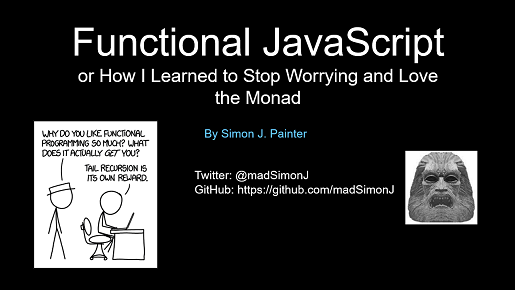 Functional JavaScript
or How I Learned to Stop Worrying and Love
the Monad
By Simon J. Painter
WHY DO YOU LIKE FUNCTIONAL
PROGRAMMING SO MUCH? WHAT
DOES IT ACTUALLY GET YOU?
TAIL RECURSION IS
ITS OWN REWARD.
Twitter: @madSimonJ
GitHub: https://github.com/madSimonJ